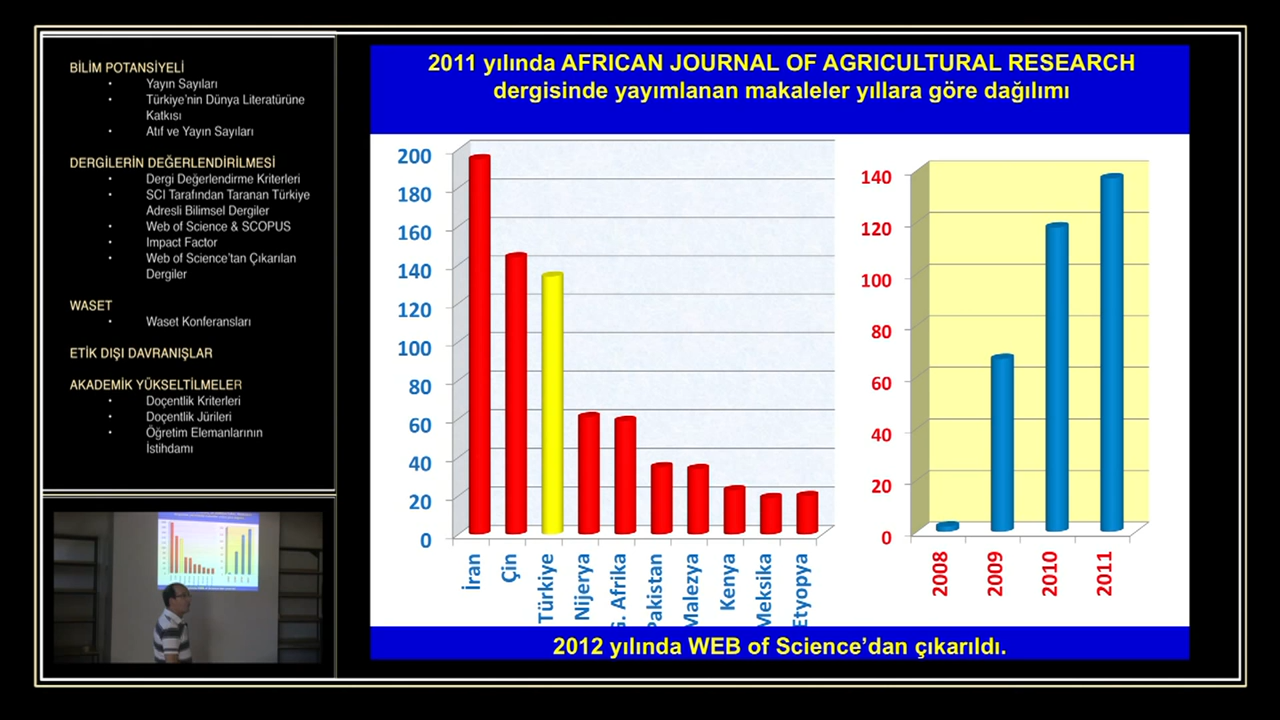 BİLİM POTANSİYELİ
• Yayın Sayıları
• Türkiye'nin Dünya Literatürüne
Katkısı
• Atıf ve Yayın Sayıları
DERGİLERİN DEĞERLENDİRİLMESİ
• Dergi Değerlendirme Kriterleri
• SCI Tarafından Taranan Türkiye
Adresli Bilimsel Dergiler
• Web of Science & SCOPUS
• Impact Factor
• Web of Science'tan Çıkarılan
Dergiler
WASET
• Waset Konferansları
ETİK DIŞI DAVRANIŞLAR
AKADEMİK YÜKSELTİLMELER
• Doçentlik Kriterleri
• Doçentlik Jürileri
• Öğretim Elemanlarının
İstihdamı
2011 yılında AFRICAN JOURNAL OF AGRICULTURAL RESEARCH
dergisinde yayımlanan makaleler yıllara göre dağılımı
200
180
160
140
120
100
80
60
40
20
0
İran
Çin
Türkiye
Nijerya
G. Afrika
Pakistan
Malezya
Kenya
Meksika
Etyopya
140
120
100
80
60
40
20
0
2008
2009
2010
2011
2012 yılında WEB of Science'dan çıkarıldı.